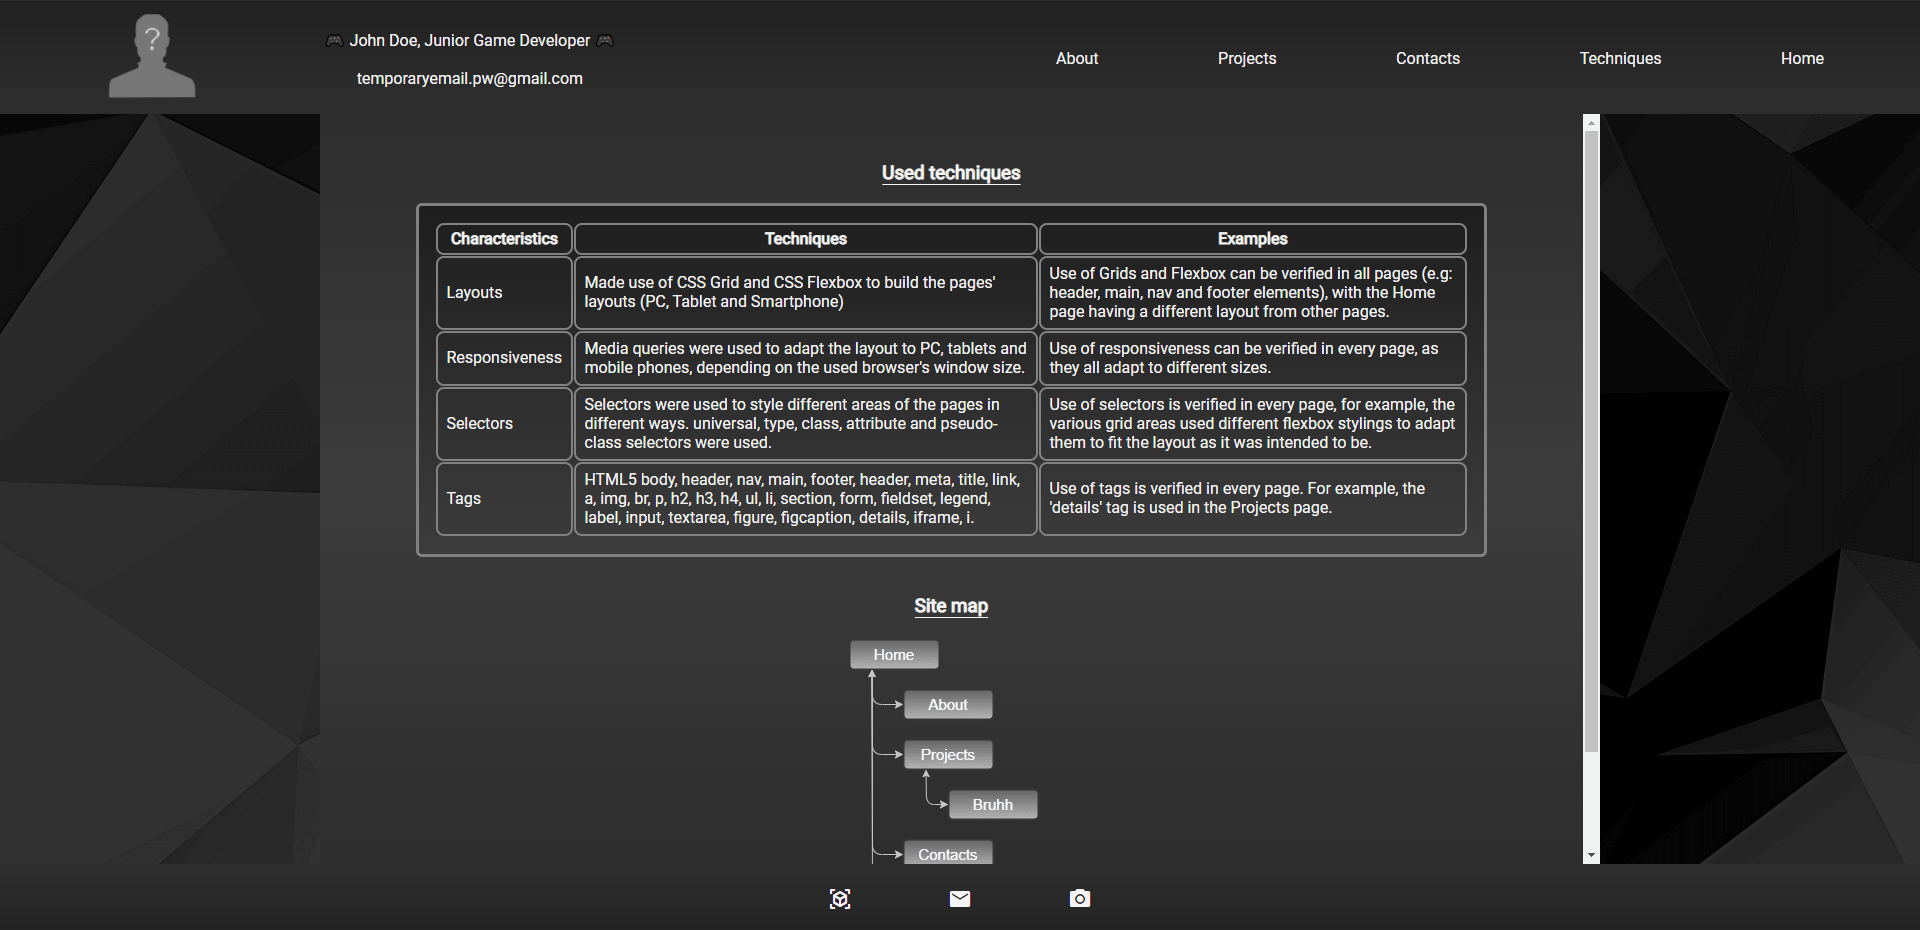 ?
John Doe, Junior Game Developer
temporaryemail.pw@gmail.com
About
Projects
Contacts
Techniques
Home
Used techniques
Characteristics
Techniques
Examples
Layouts
Made use of CSS Grid and CSS Flexbox to build the pages'
layouts (PC, Tablet and Smartphone)
Use of Grids and Flexbox can be verified in all pages (e.g:
header, main, nav and footer elements), with the Home
page having a different layout from other pages.
Responsiveness
Media queries were used to adapt the layout to PC, tablets and
mobile phones, depending on the used browser's window size.
Use of responsiveness can be verified in every page, as
they all adapt to different sizes.
Selectors
Selectors were used to style different areas of the pages in
different ways. universal, type, class, attribute and pseudo-
class selectors were used.
Use of selectors is verified in every page, for example, the
various grid areas used different flexbox stylings to adapt
them to fit the layout as it was intended to be.
Tags
HTML5 body, header, nav, main, footer, header, meta, title, link,
a, img, br, p, h2, h3, h4, ul, li, section, form, fieldset, legend,
label, input, textarea, figure, figcaption, details, iframe, i.
Use of tags is verified in every page. For example, the
'details' tag is used in the Projects page.
Site map
Home
About
Projects
Bruhh
Contacts